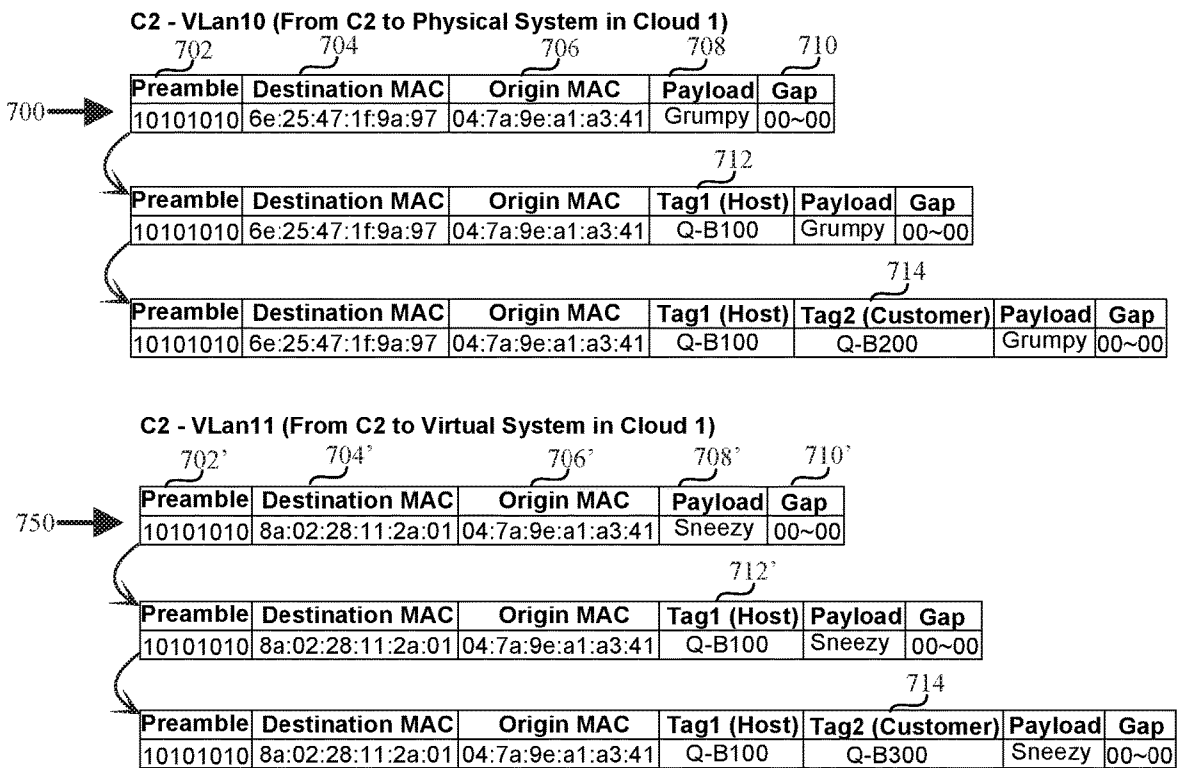 C2 - VLan10 (From C2 to Physical System in Cloud 1)
702 704 706 708 710
Preamble Destination MAC Origin MAC Payload Gap
700 10101010 6e:25:47:1f:9a:97 04:7a:9e:a1:a3:41 Grumpy 00~00
712
Preamble Destination MAC Origin MAC Tag1 (Host) Payload Gap
10101010 6e:25:47:1f:9a:97 04:7a:9e:a1:a3:41 Q-B100 Grumpy 00~00
714
Preamble Destination MAC Origin MAC Tag1 (Host) Tag2 (Customer) Payload Gap
10101010 6e:25:47:1f:9a:97 04:7a:9e:a1:a3:41 Q-B100 Q-B200 Grumpy 00~00
C2 - VLan11 (From C2 to Virtual System in Cloud 1)
702' 704' 706' 708' 710'
Preamble Destination MAC Origin MAC Payload Gap
750 10101010 8a:02:28:11:2a:01 04:7a:9e:a1:a3:41 Sneezy 00~00
712'
Preamble Destination MAC Origin MAC Tag1 (Host) Payload Gap
10101010 8a:02:28:11:2a:01 04:7a:9e:a1:a3:41 Q-B100 Sneezy 00~00
714
Preamble Destination MAC Origin MAC Tag1 (Host) Tag2 (Customer) Payload Gap
10101010 8a:02:28:11:2a:01 04:7a:9e:a1:a3:41 Q-B100 Q-B300 Sneezy 00~00